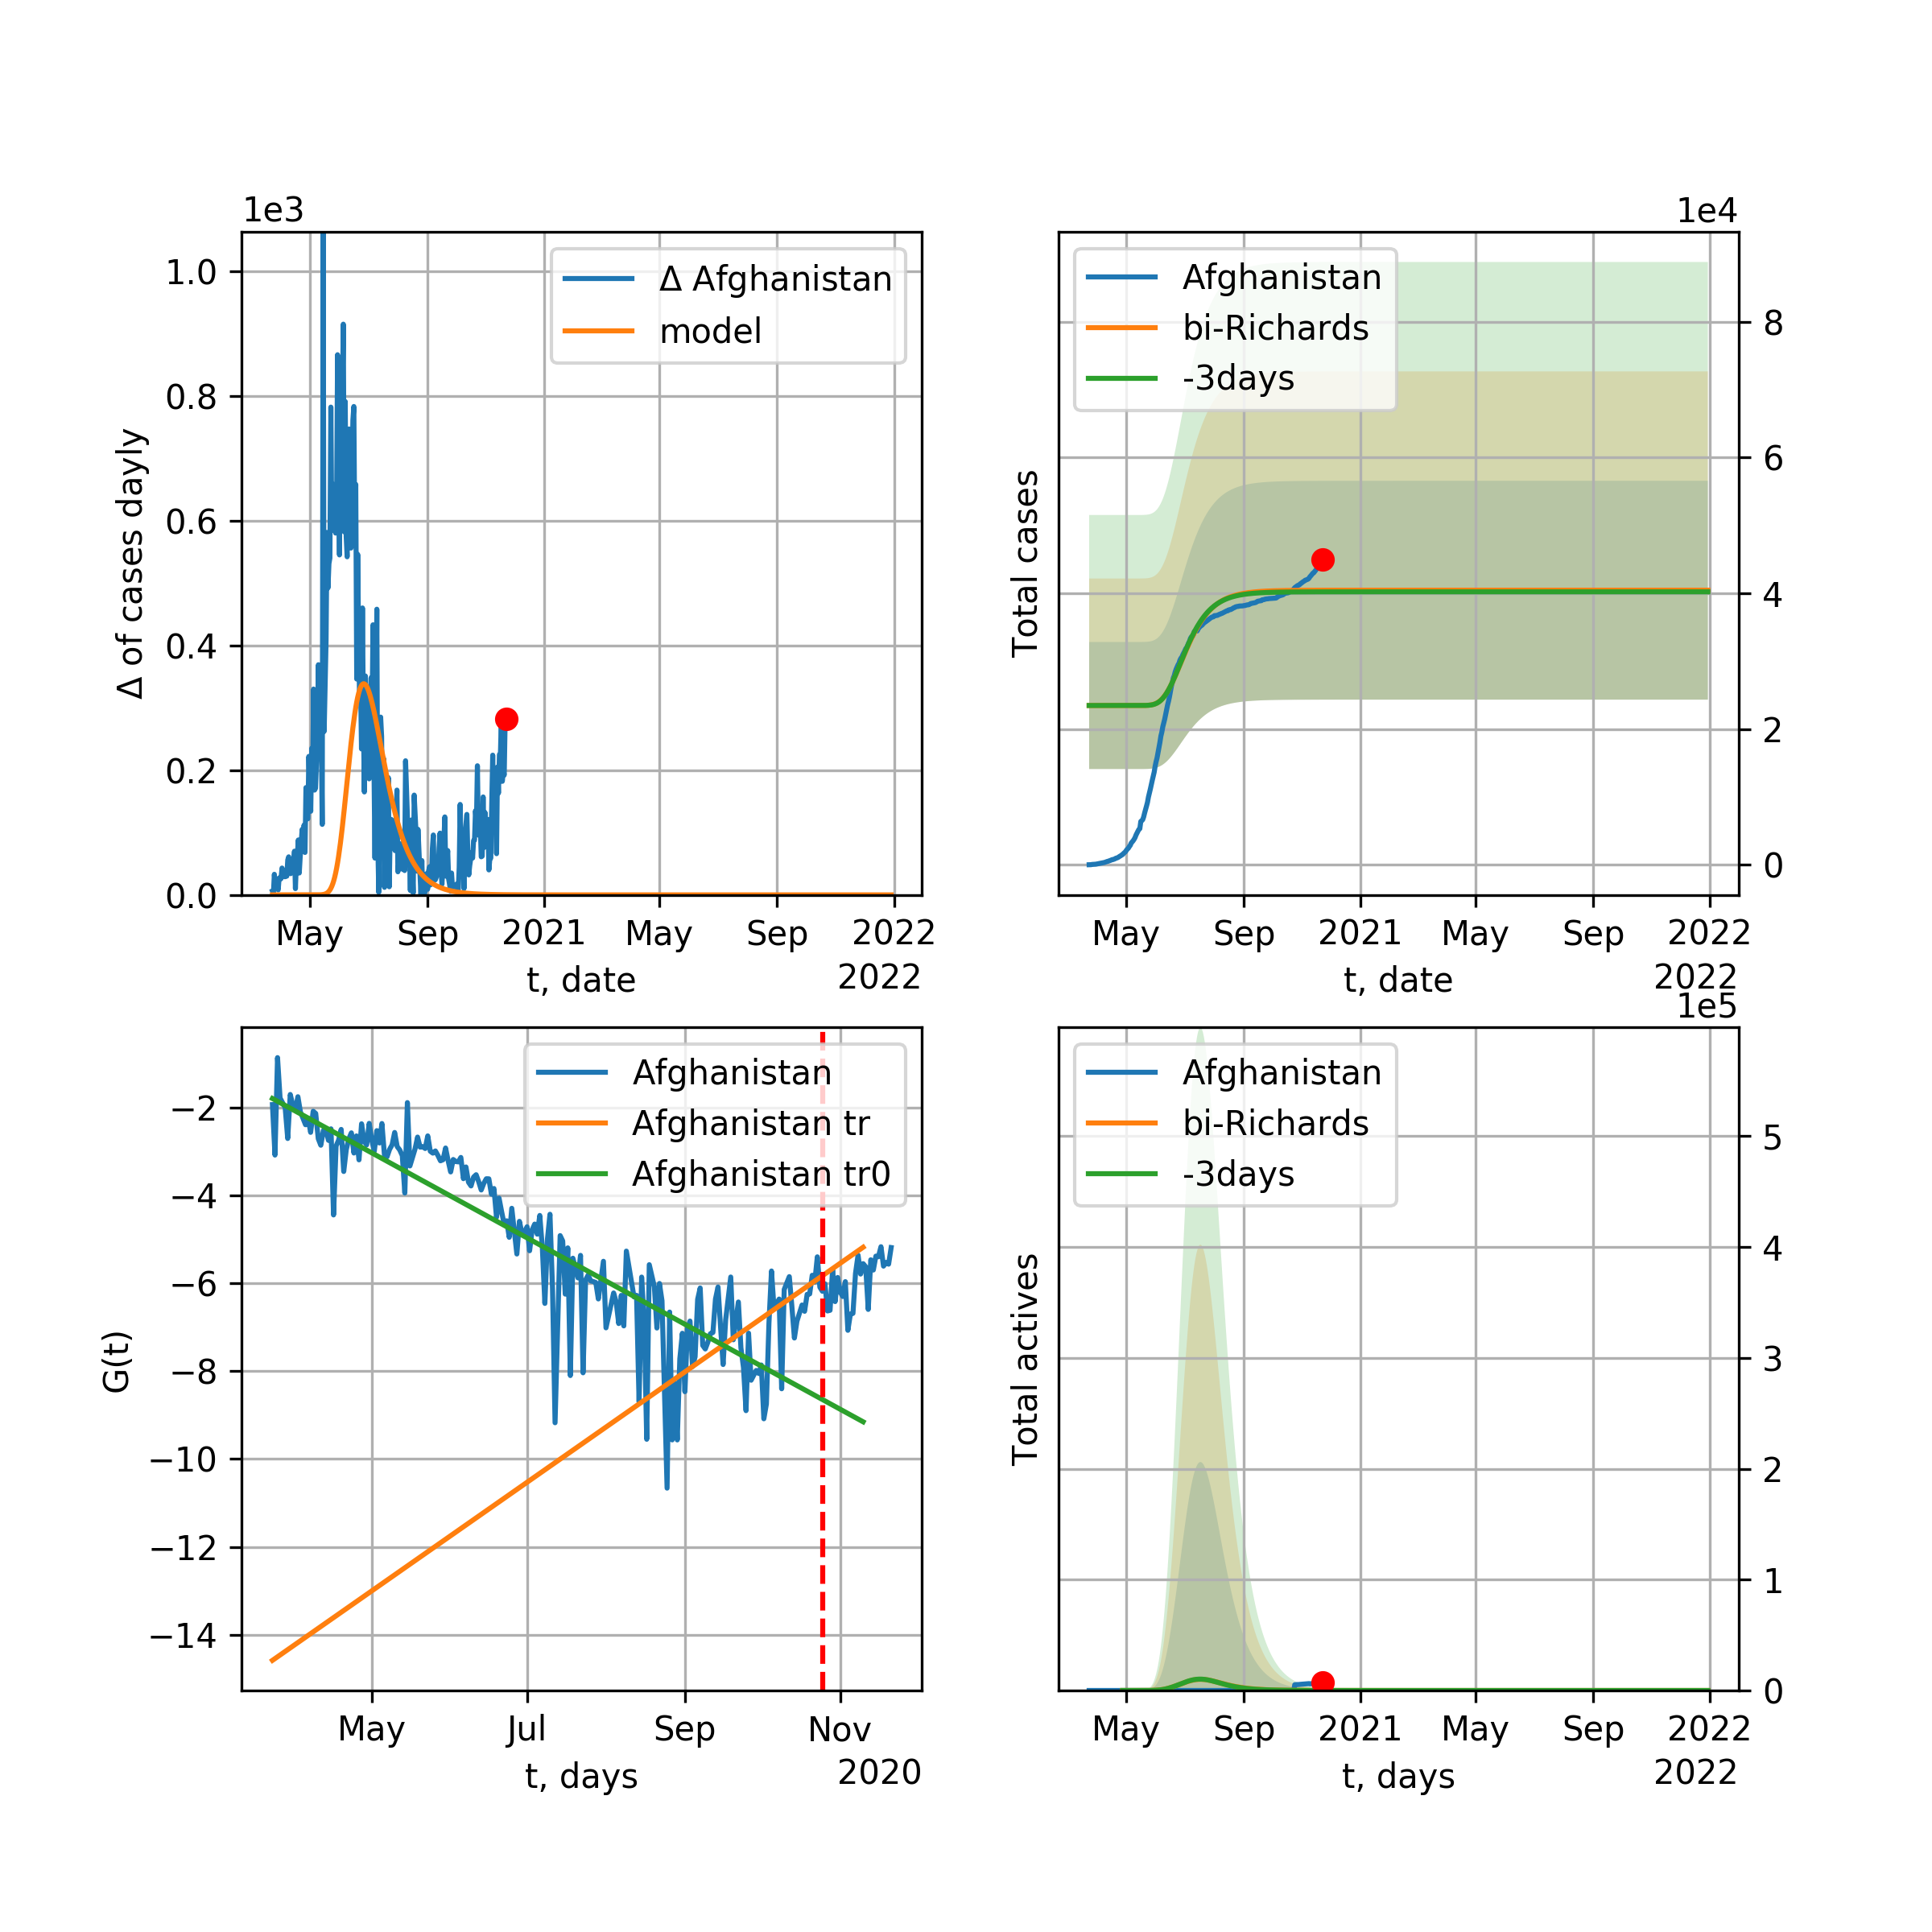 1e3
Δ Afghanistan
model
1.0
0.8
0.6
0.4
0.2
0.0
Δ of cases dayly
May Sep 2021 May Sep 2022
t, date 2022
1e4
Afghanistan
bi-Richards
-3days
8
6
4
2
0
Total cases
May Sep 2021 May Sep 2022
t, date 2022
Afghanistan
Afghanistan tr
Afghanistan tr0
−2
−4
−6
−8
−10
−12
−14
G(t)
May Jul Sep Nov
t, days 2020
1e5
Afghanistan
bi-Richards
-3days
5
4
3
2
1
0
Total actives
May Sep 2021 May Sep 2022
t, days 2022